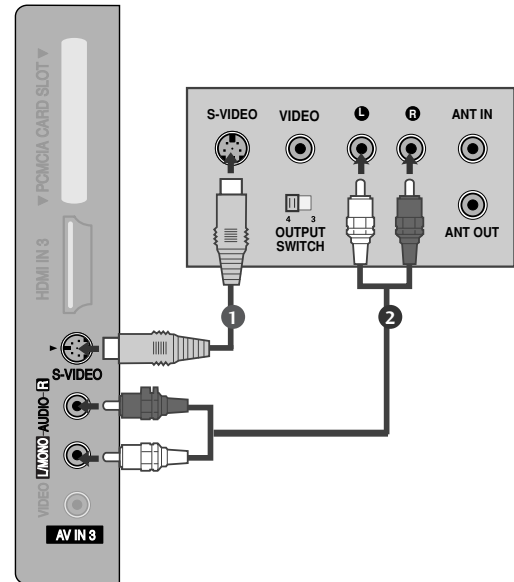 ▼ PCMCIA CARD SLOT ▼
HDMI IN 3
S-VIDEO
VIDEO L/MONO-AUDIO-R
AV IN 3
S-VIDEO VIDEO L R ANT IN
4 3
OUTPUT
SWITCH
ANT OUT
1
2